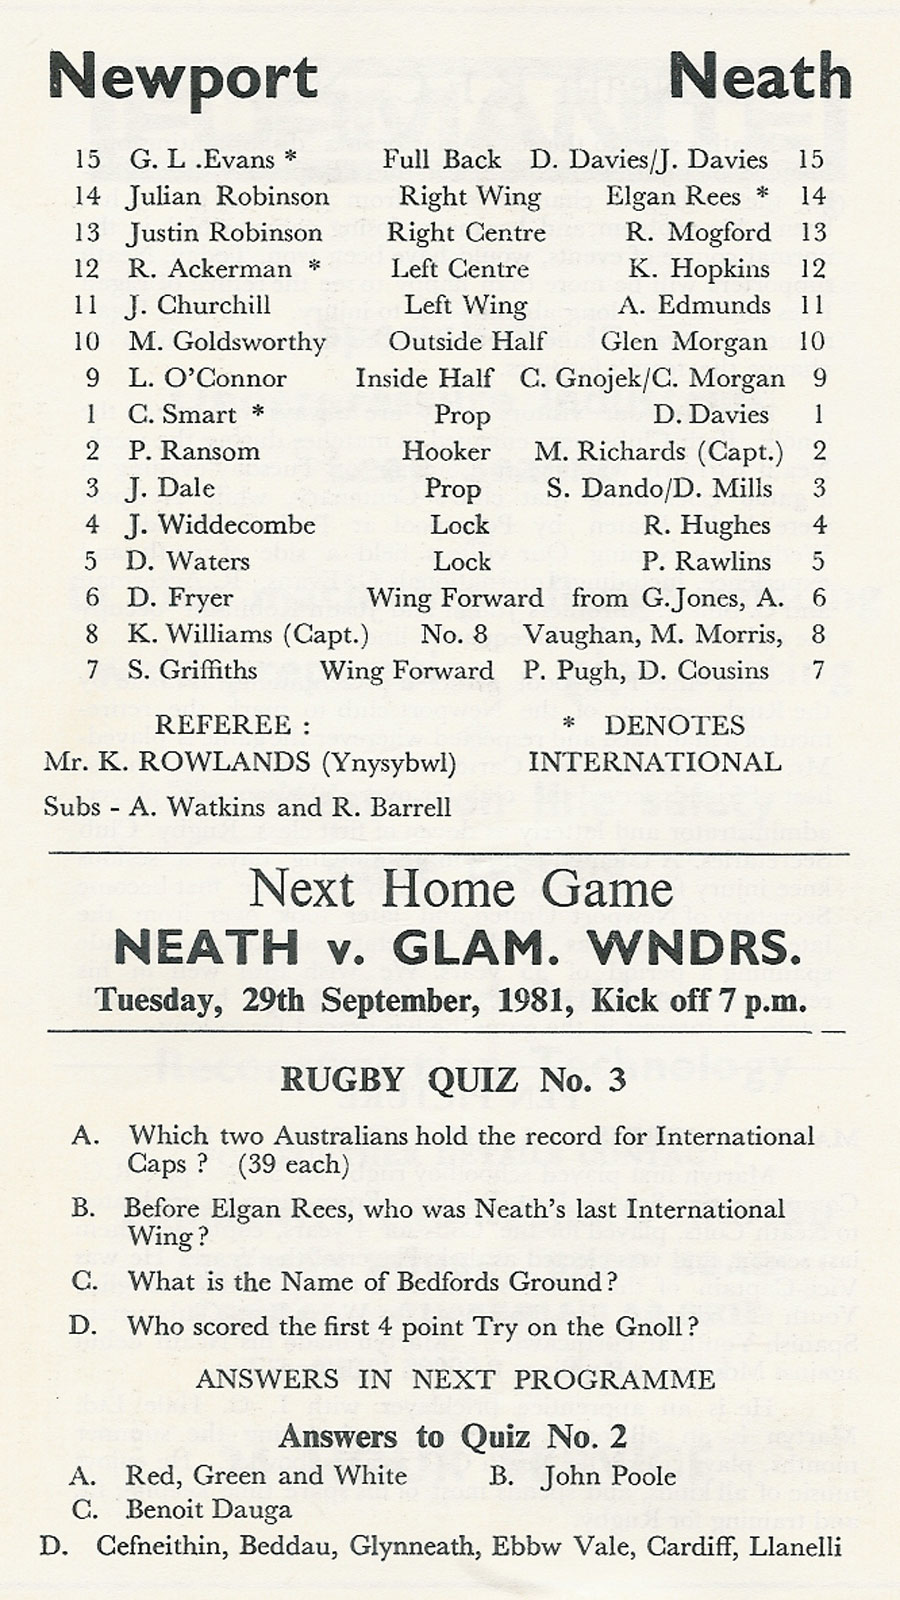 Newport Neath
15 G. L .Evans * Full Back D. Davies/J. Davies 15
14 Julian Robinson Right Wing Elgan Rees * 14
13 Justin Robinson Right Centre R. Mogford 13
12 R. Ackerman * Left Centre K. Hopkins 12
11 J. Churchill Left Wing A. Edmunds 11
10 M. Goldsworthy Outside Half Glen Morgan 10
9 L. O'Connor Inside Half C. Gnojek/C. Morgan 9
1 C. Smart * Prop D. Davies 1
2 P. Ransom Hooker M. Richards (Capt.) 2
3 J. Dale Prop S. Dando/D. Mills 3
4 J. Widdecombe Lock R. Hughes 4
5 D. Waters Lock P. Rawlins 5
6 D. Fryer Wing Forward from G.Jones, A. 6
8 K. Williams (Capt.) No. 8 Vaughan, M. Morris, 8
7 S. Griffiths Wing Forward P. Pugh, D. Cousins 7
REFEREE : * DENOTES
Mr. K. ROWLANDS (Ynysybwl) INTERNATIONAL
Subs - A. Watkins and R. Barrell
Next Home Game
NEATH v. GLAM. WNDRS.
Tuesday, 29th September, 1981, Kick off 7 p.m.
RUGBY QUIZ No. 3
A. Which two Australians hold the record for International
Caps ? (39 each)
B. Before Elgan Rees, who was Neath's last International
Wing ?
C. What is the Name of Bedfords Ground ?
D. Who scored the first 4 point Try on the Gnoll ?
ANSWERS IN NEXT PROGRAMME
Answers to Quiz No. 2
A. Red, Green and White B. John Poole
C. Benoit Dauga
D. Cefneithin, Beddau, Glynneath, Ebbw Vale, Cardiff, Llanelli